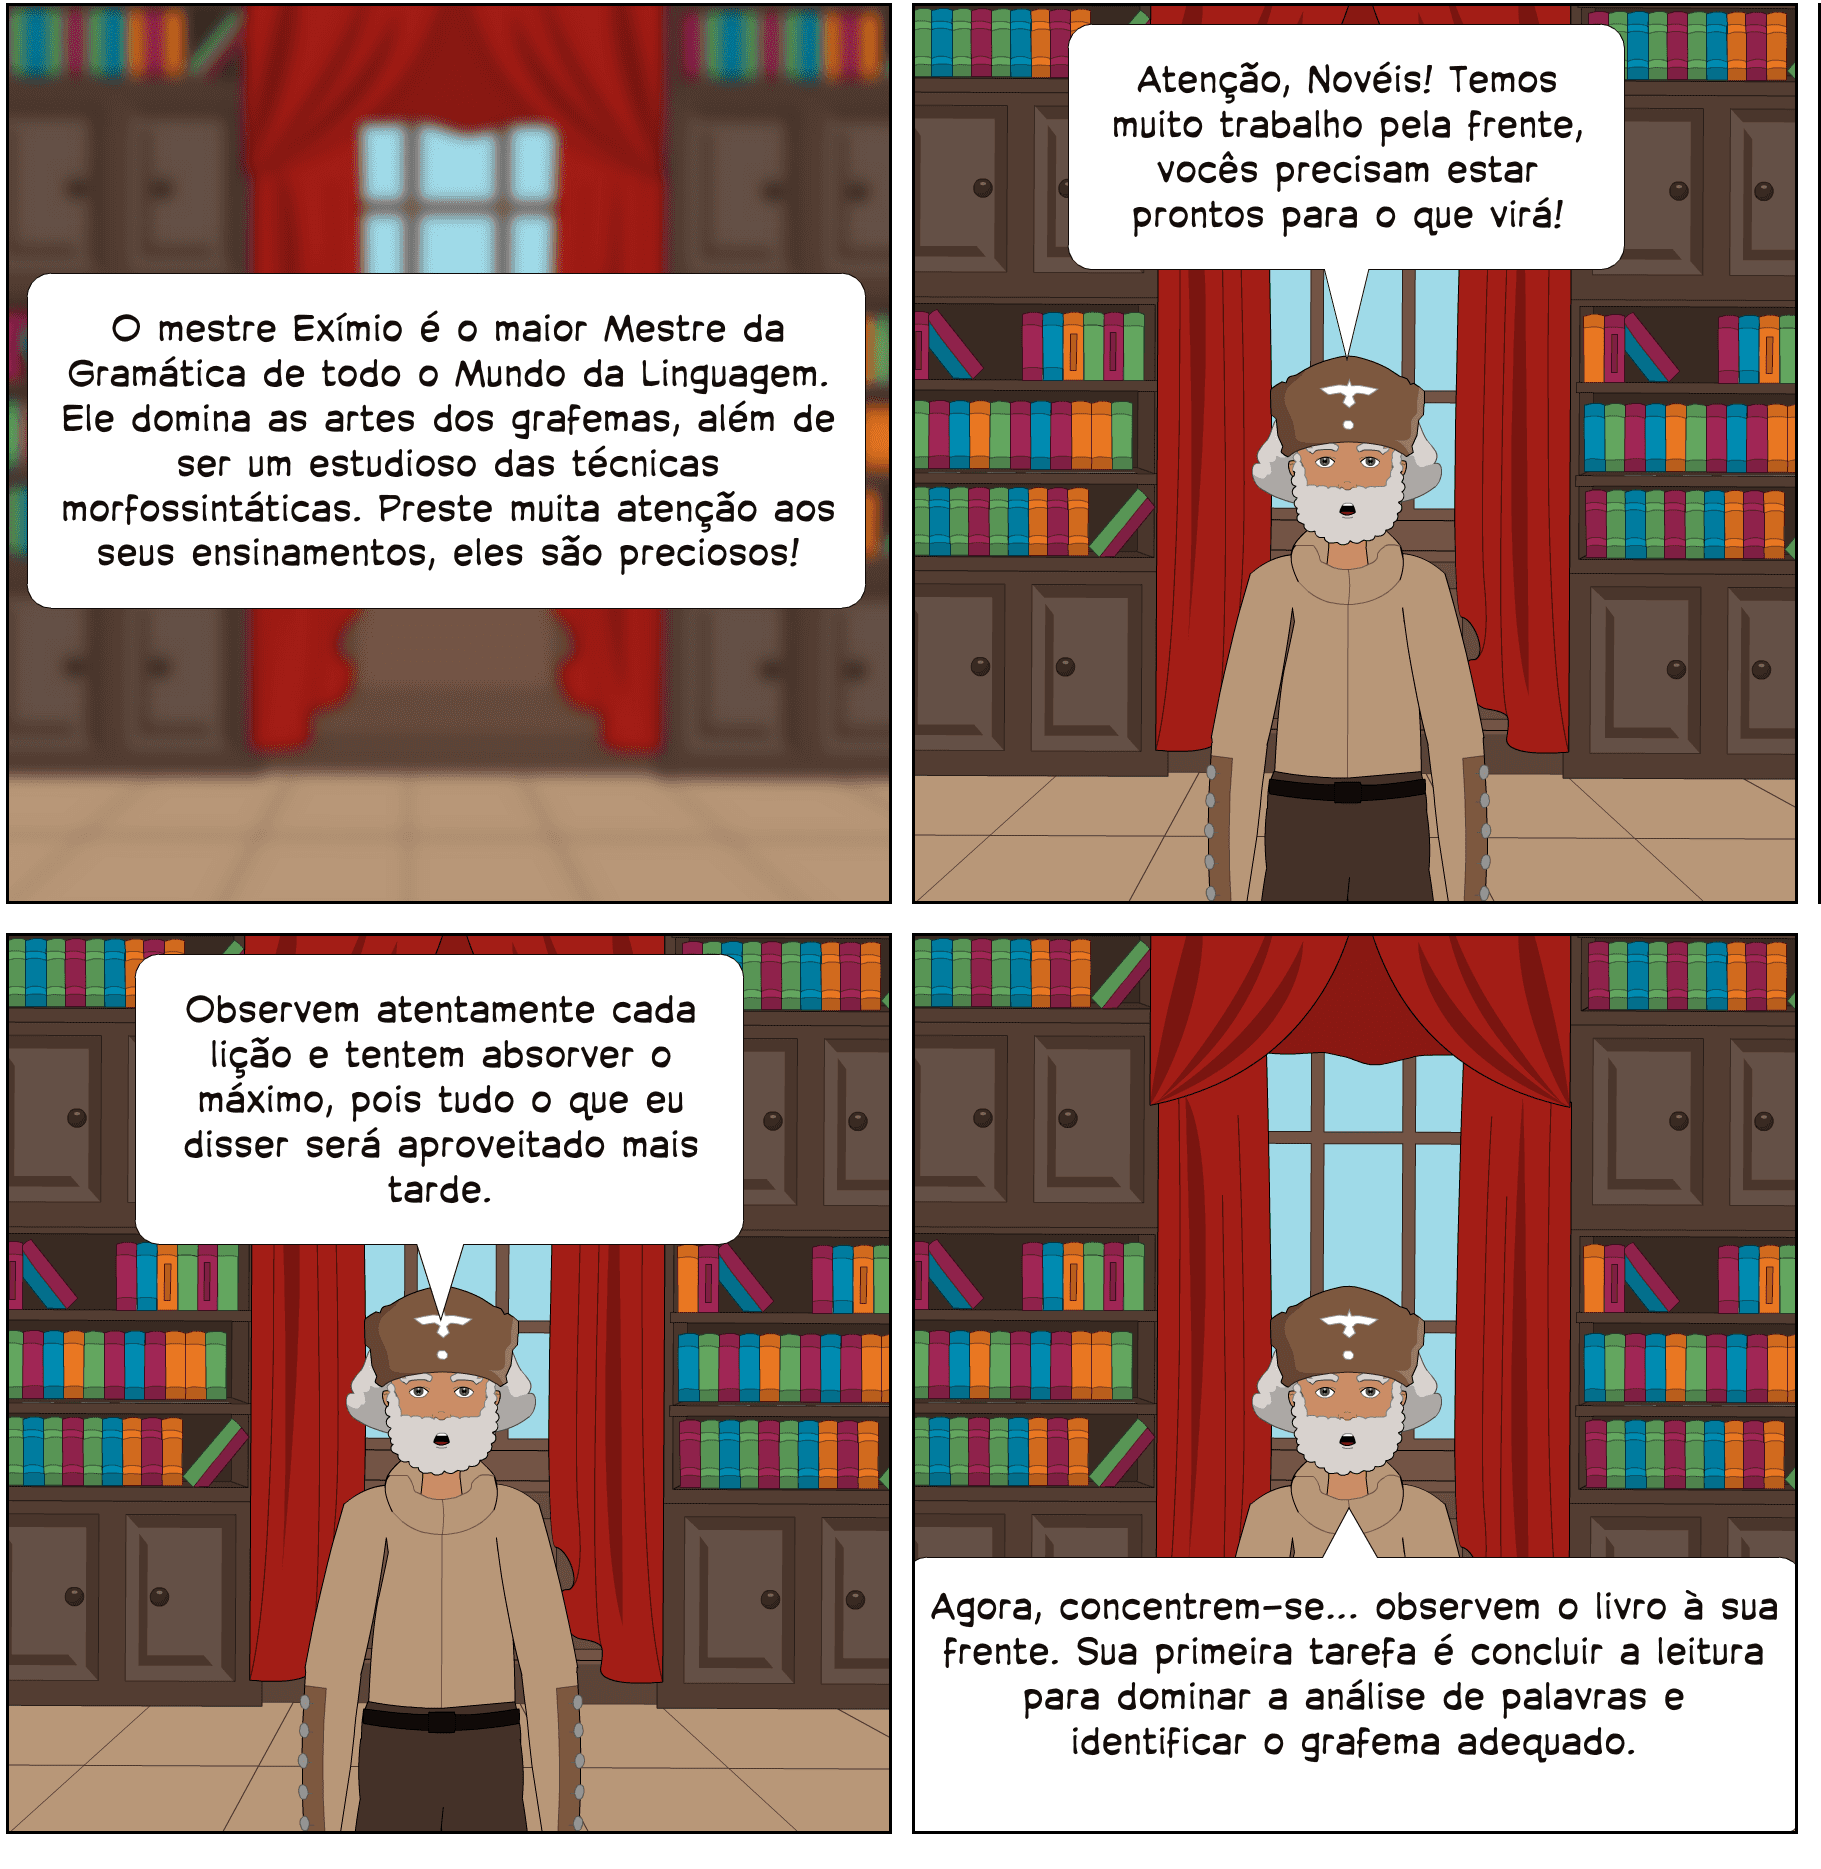 O mestre Exímio é o maior Mestre da
Gramática de todo o Mundo da Linguagem.
Ele domina as artes dos grafemas, além de
ser um estudioso das técnicas
morfossintáticas. Preste muita atenção aos
seus ensinamentos, eles são preciosos!
Atenção, Novéis! Temos
muito trabalho pela frente,
vocês precisam estar
prontos para o que virá!
Observem atentamente cada
lição e tentem absorver o
máximo, pois tudo o que eu
disser será aproveitado mais
tarde.
Agora, concentrem-se... observem o livro à sua
frente. Sua primeira tarefa é concluir a leitura
para dominar a análise de palavras e
identificar o grafema adequado.